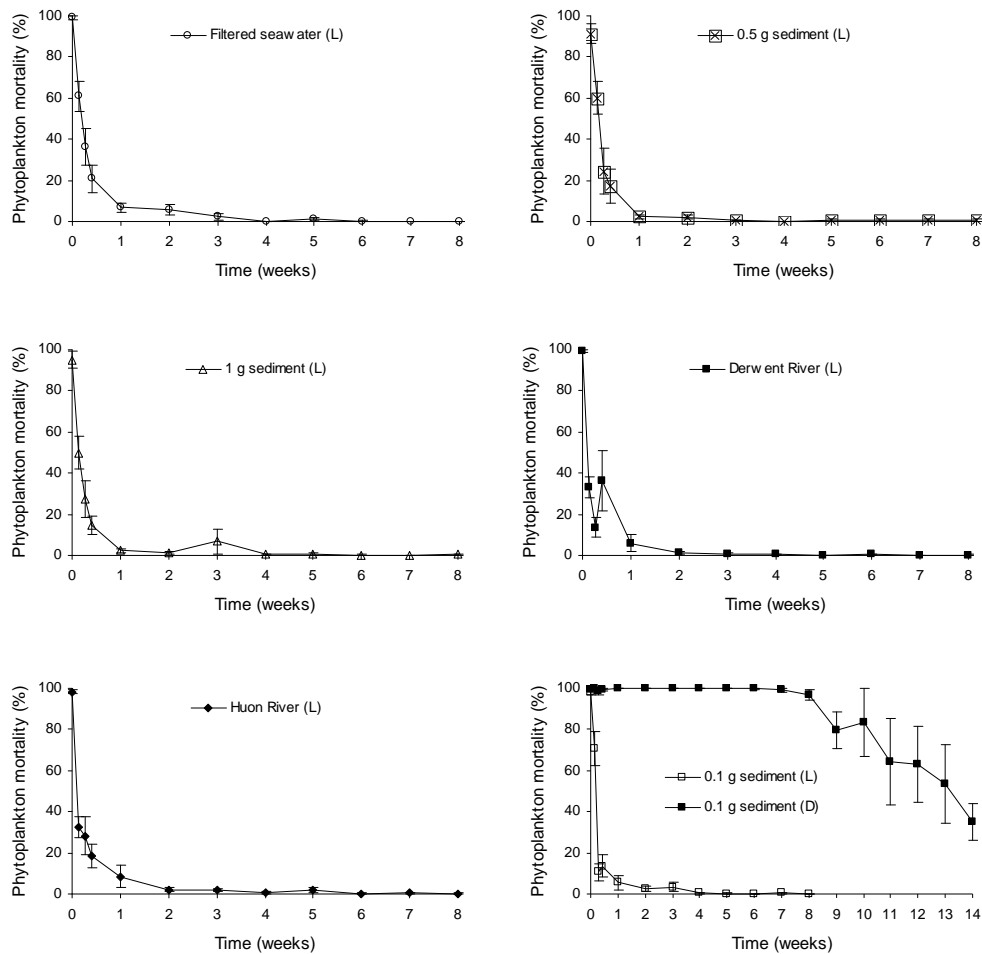 Phytoplankton mortality (%)
100
80
60
40
20
0
Filtered seawater (L)
0 1 2 3 4 5 6 7 8
Time (weeks)
Phytoplankton mortality (%)
100
80
60
40
20
0
0.5 g sediment (L)
0 1 2 3 4 5 6 7 8
Time (weeks)
Phytoplankton mortality (%)
100
80
60
40
20
0
1 g sediment (L)
0 1 2 3 4 5 6 7 8
Time (weeks)
Phytoplankton mortality (%)
100
80
60
40
20
0
Derwent River (L)
0 1 2 3 4 5 6 7 8
Time (weeks)
Phytoplankton mortality (%)
100
80
60
40
20
0
Huon River (L)
0 1 2 3 4 5 6 7 8
Time (weeks)
Phytoplankton mortality (%)
100
80
60
40
20
0
0.1 g sediment (L)
0.1 g sediment (D)
0 1 2 3 4 5 6 7 8 9 10 11 12 13 14
Time (weeks)